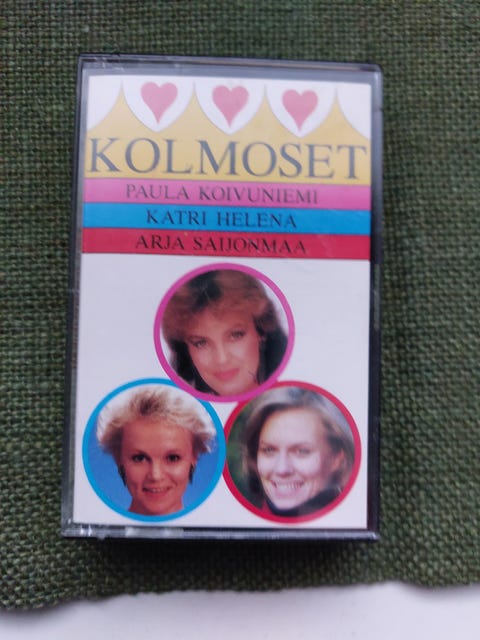 KOLMOSET
PAULA KOIVUNIEMI
KATRI HELENA
ARJA SAIJONMAA